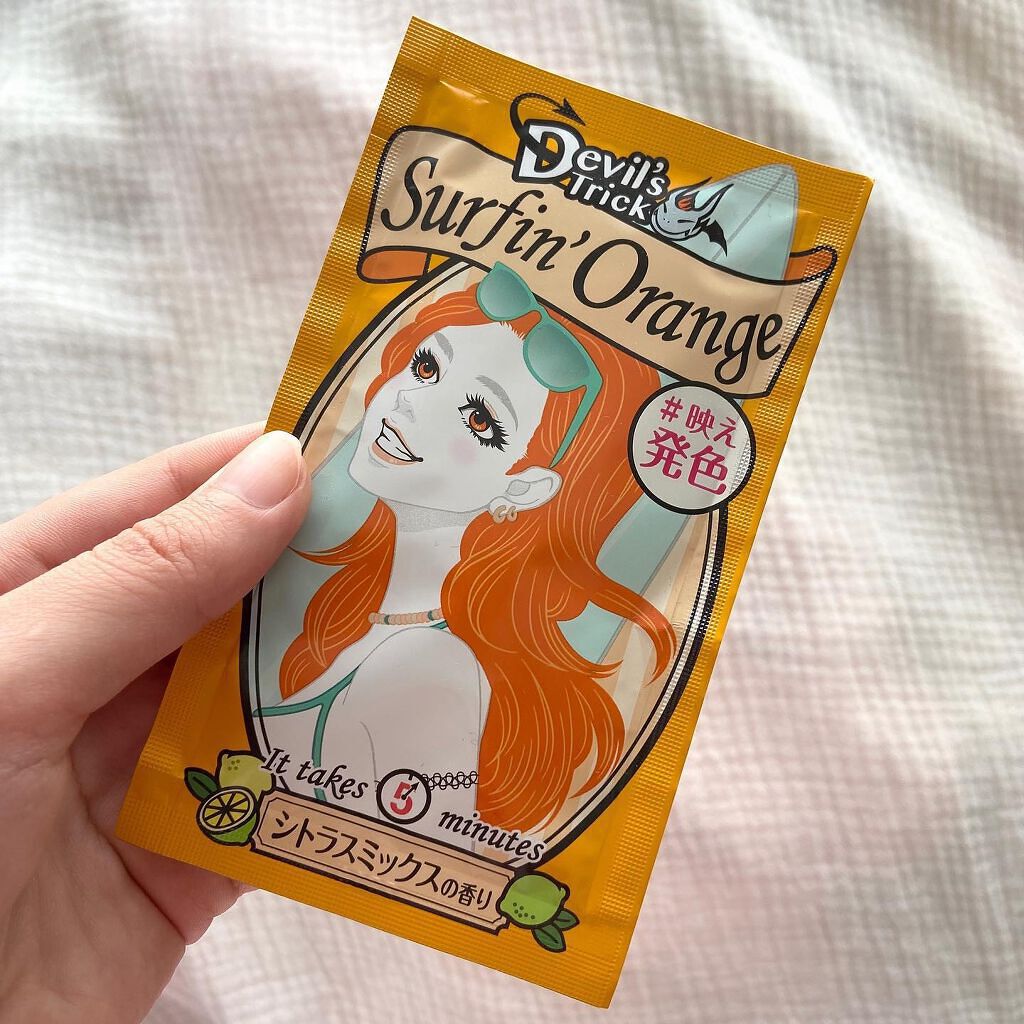 Devil's
Trick
Surfin' Orange
#映え
発色
It takes 5 minutes
シトラスミックスの香り